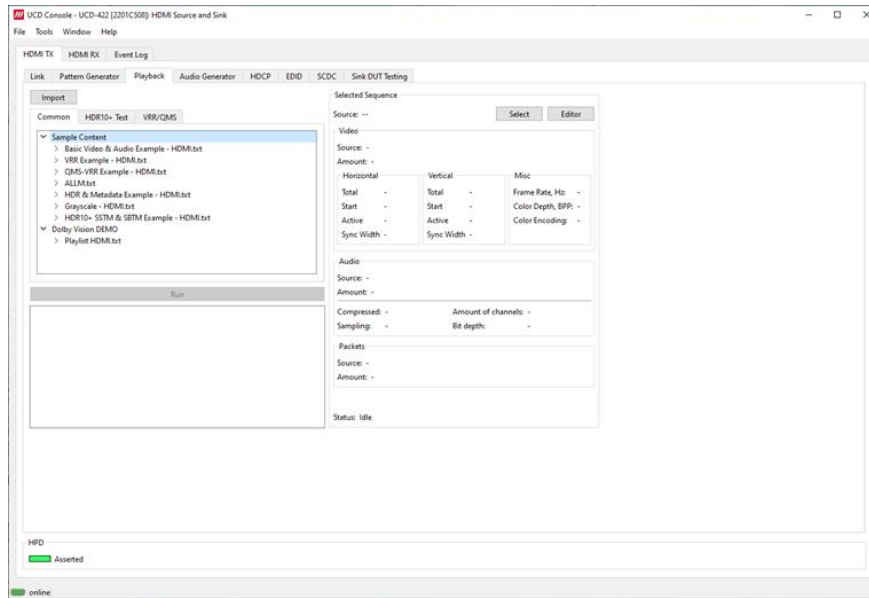 UCD Console - UCD-422 [2201C508]: HDMI Source and Sink
File Tools Window Help
HDMI TX HDMI RX Event Log
Link Pattern Generator Playback Audio Generator HDCP EDID SCDC Sink DUT Testing
Import
Common HDR10+ Test VRR/QMS
Sample Content
Basic Video & Audio Example - HDMI.txt
VRR Example - HDMI.txt
QMS-VRR Example - HDMI.txt
ALLM.txt
HDR & Metadata Example - HDMI.txt
Grayscale - HDMI.txt
HDR10+ SSTM & SBTM Example - HDMI.txt
Dolby Vision DEMO
Playlist HDMI.txt
Run
Selected Sequence
Source: --
Select Editor
Video
Source: -
Amount: -
Horizontal Vertical Misc
Total - Total - Frame Rate, Hz: -
Start - Start - Color Depth, BPP: -
Active - Active - Color Encoding: -
Sync Width - Sync Width -
Audio
Source: -
Amount: -
Compressed: - Amount of channels: -
Sampling: - Bit depth: -
Packets
Source: -
Amount: -
Status: Idle
HPD
Asserted
online